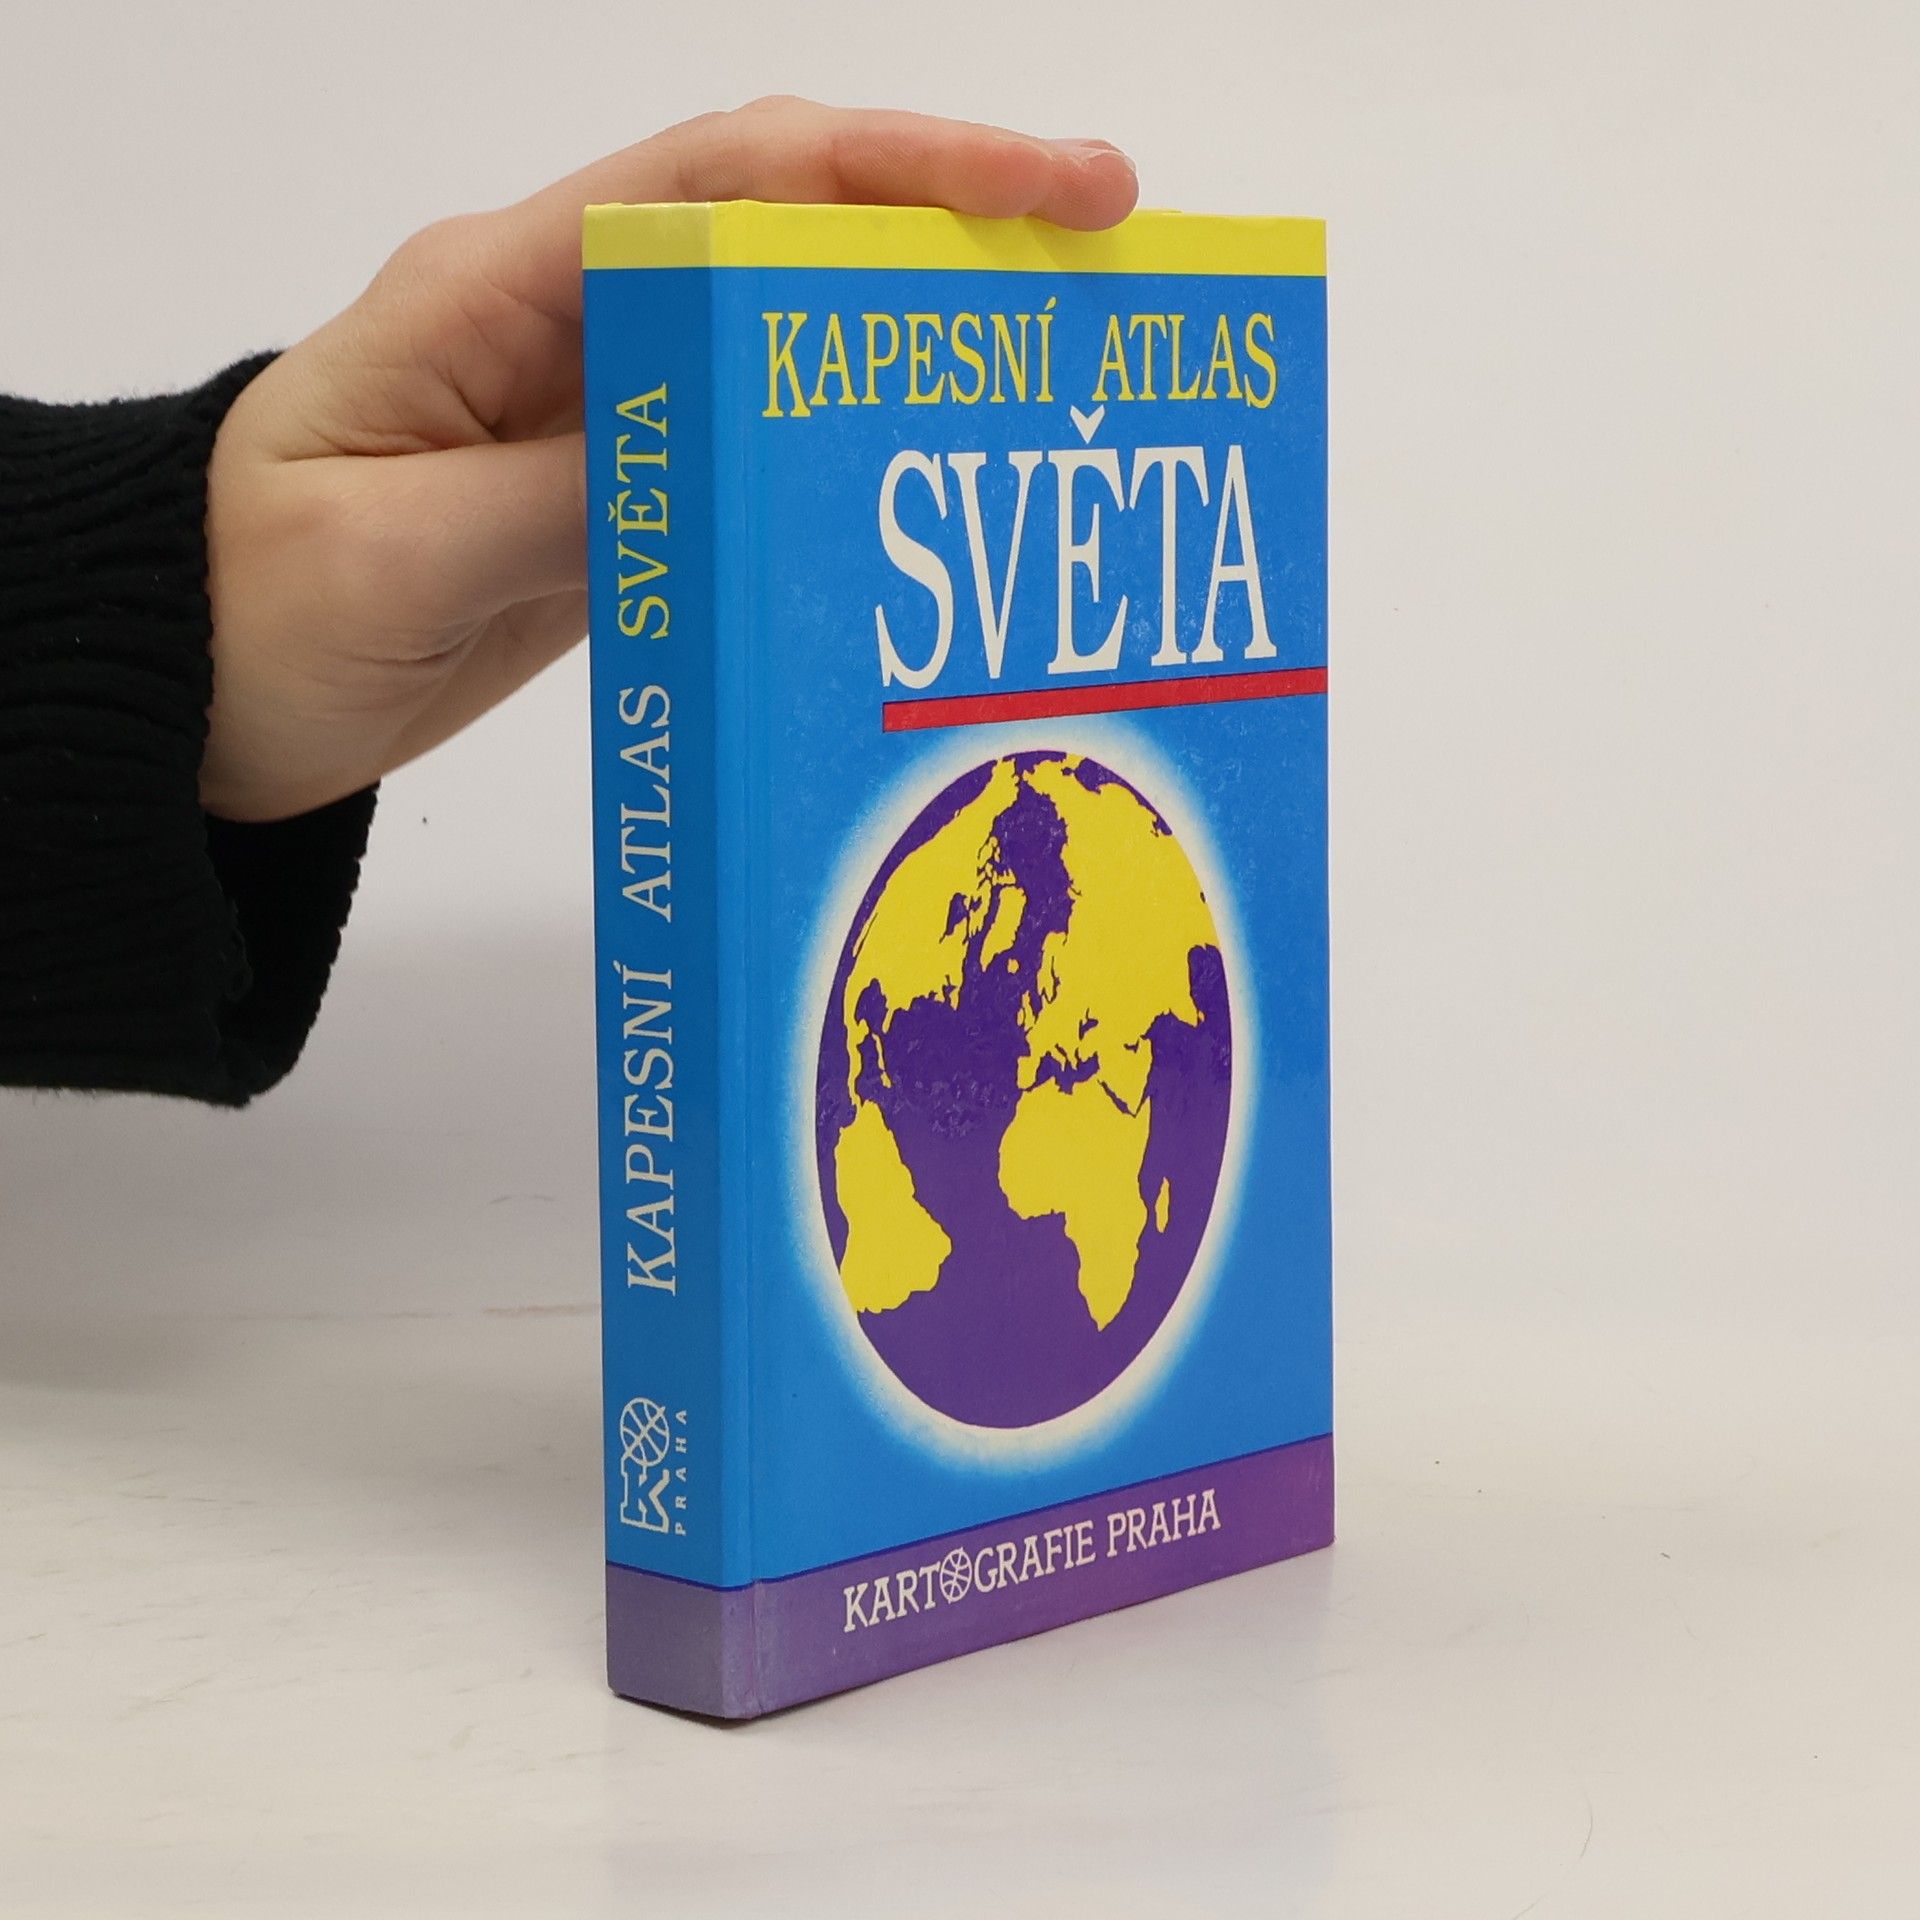 KAPESNÍ ATLAS
SVĚTA
KARTOGRAFIE PRAHA
KAPESNÍ ATLAS SVĚTA
K
PRAHA